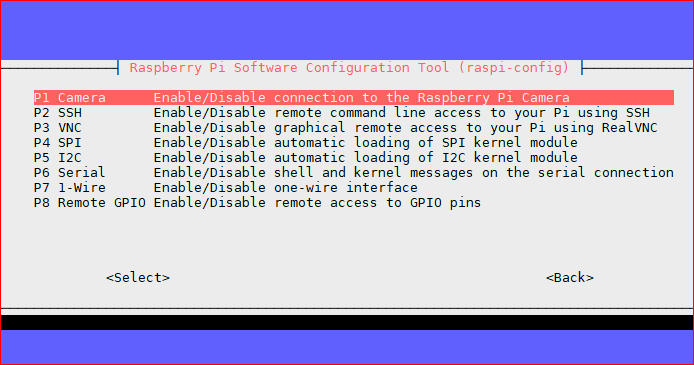 Raspberry Pi Software Configuration Tool (raspi-config)
P1 Camera Enable/Disable connection to the Raspberry Pi Camera
P2 SSH Enable/Disable remote command line access to your Pi using SSH
P3 VNC Enable/Disable graphical remote access to your Pi using RealVNC
P4 SPI Enable/Disable automatic loading of SPI kernel module
P5 I2C Enable/Disable automatic loading of I2C kernel module
P6 Serial Enable/Disable shell and kernel messages on the serial connection
P7 1-Wire Enable/Disable one-wire interface
P8 Remote GPIO Enable/Disable remote access to GPIO pins
<Select> <Back>